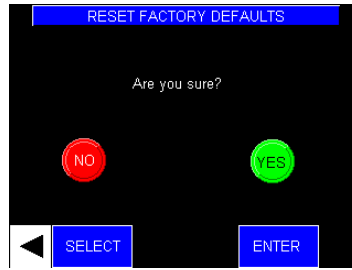 RESET FACTORY DEFAULTS
Are you sure?
NO YES
SELECT ENTER